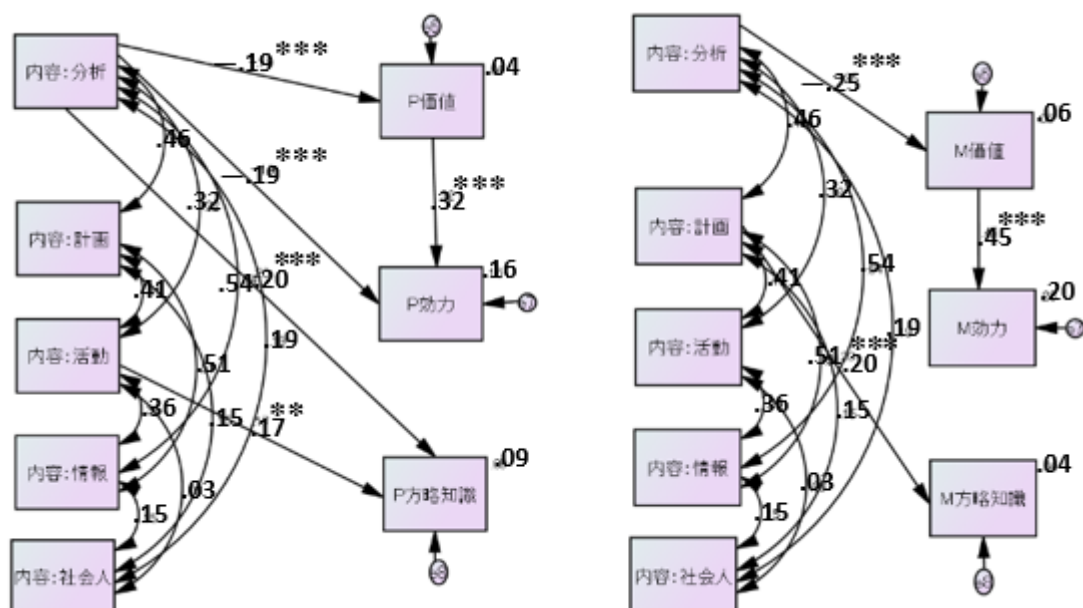 内容:分析
内容:計画
内容:活動
内容:情報
内容:社会人
P価値
P効力
P方略知識
―.19***
―.19***
.32***
.20***
.17**
.04
.16
.09
.46
.32
.54
.19
.41
.51
.15
.36
.03
.15
内容:分析
内容:計画
内容:活動
内容:情報
内容:社会人
M価値
M効力
M方略知識
―.25***
.45***
.20***
.06
.20
.04
.46
.32
.54
.19
.41
.51
.15
.36
.03
.15